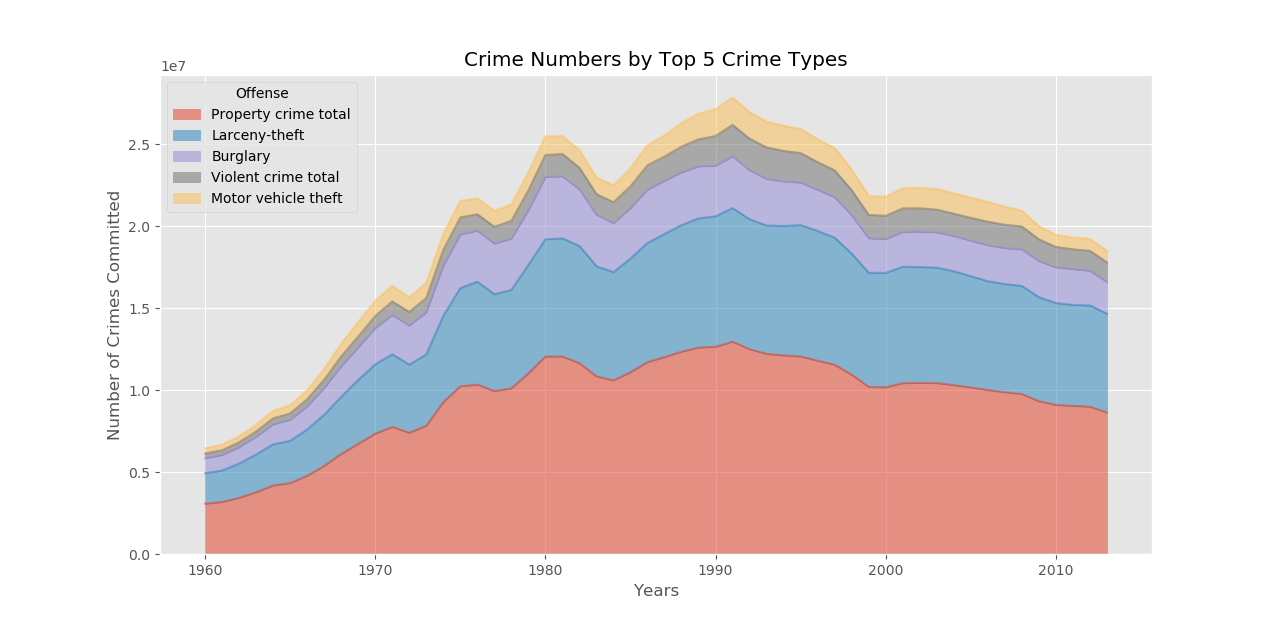 Crime Numbers by Top 5 Crime Types
1e7
Offense
Property crime total
Larceny-theft
Burglary
Violent crime total
Motor vehicle theft
2.5
2.0
1.5
1.0
0.5
0.0
Number of Crimes Committed
1960 1970 1980 1990 2000 2010
Years